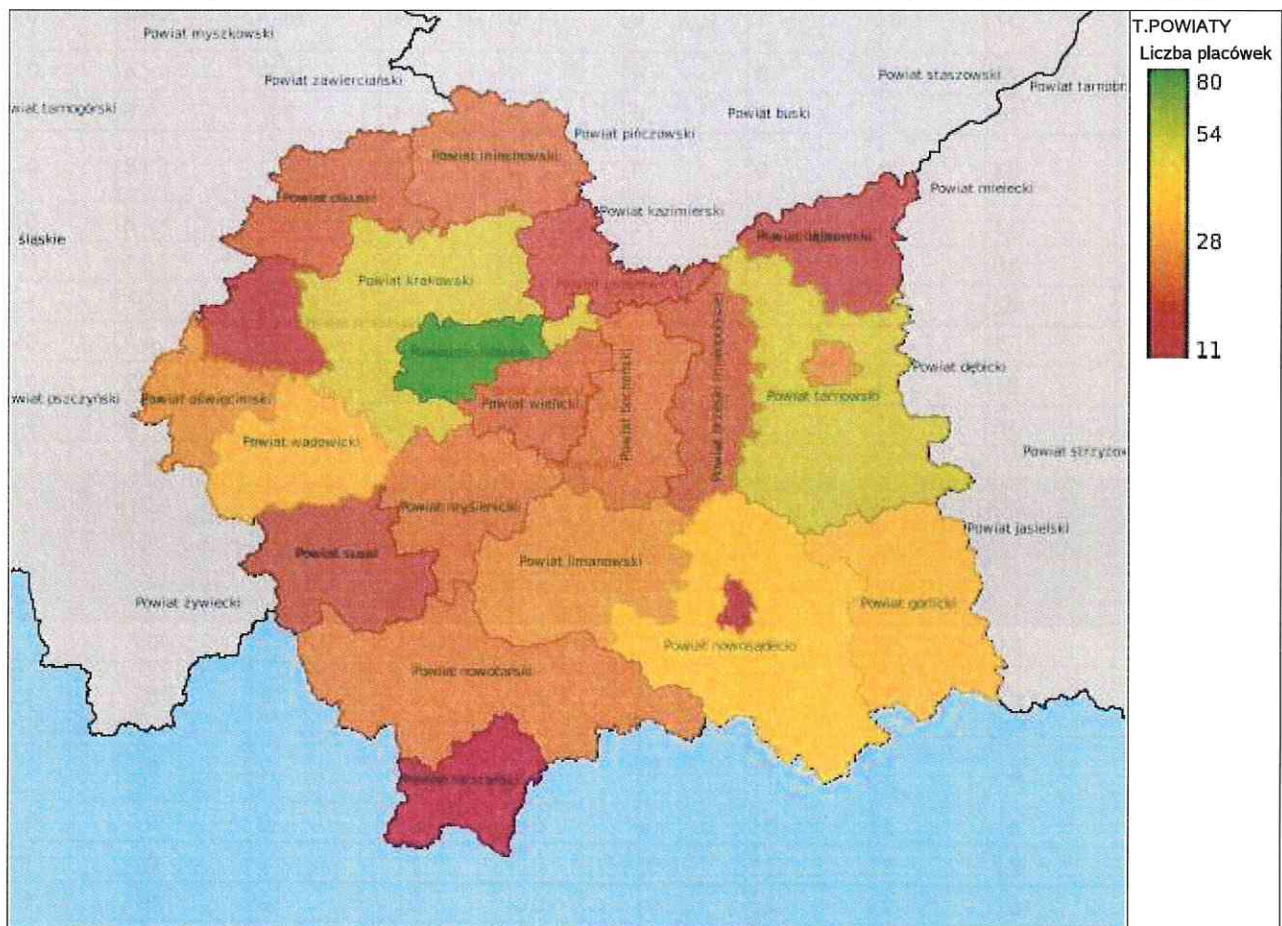 Powiat myszkowski
Powiat zawierciański
Powiat staszowski
Powiat tarnobr
wiat tarnogórski
Powiat buski
Powiat pińczowski
Powiat miechowski
Powiat mielecki
Powiat olkuski
Powiat kazimierski
śląskie
Powiat dąbrowski
Powiat krakowski
Powiat dębicki
Powiat oświęcimski
owiat pszczyński
Powiat wielicki
Powiat bocheński
Powiat tarnowski
Powiat wadowicki
Powiat strzyżow
Powiat myślenicki
Powiat jasielski
Powiat suski
Powiat limanowski
Powiat żywiecki
Powiat gorlicki
Powiat nowosądecki
Powiat nowotarski
T.POWIATY
Liczba placówek
80
54
28
11